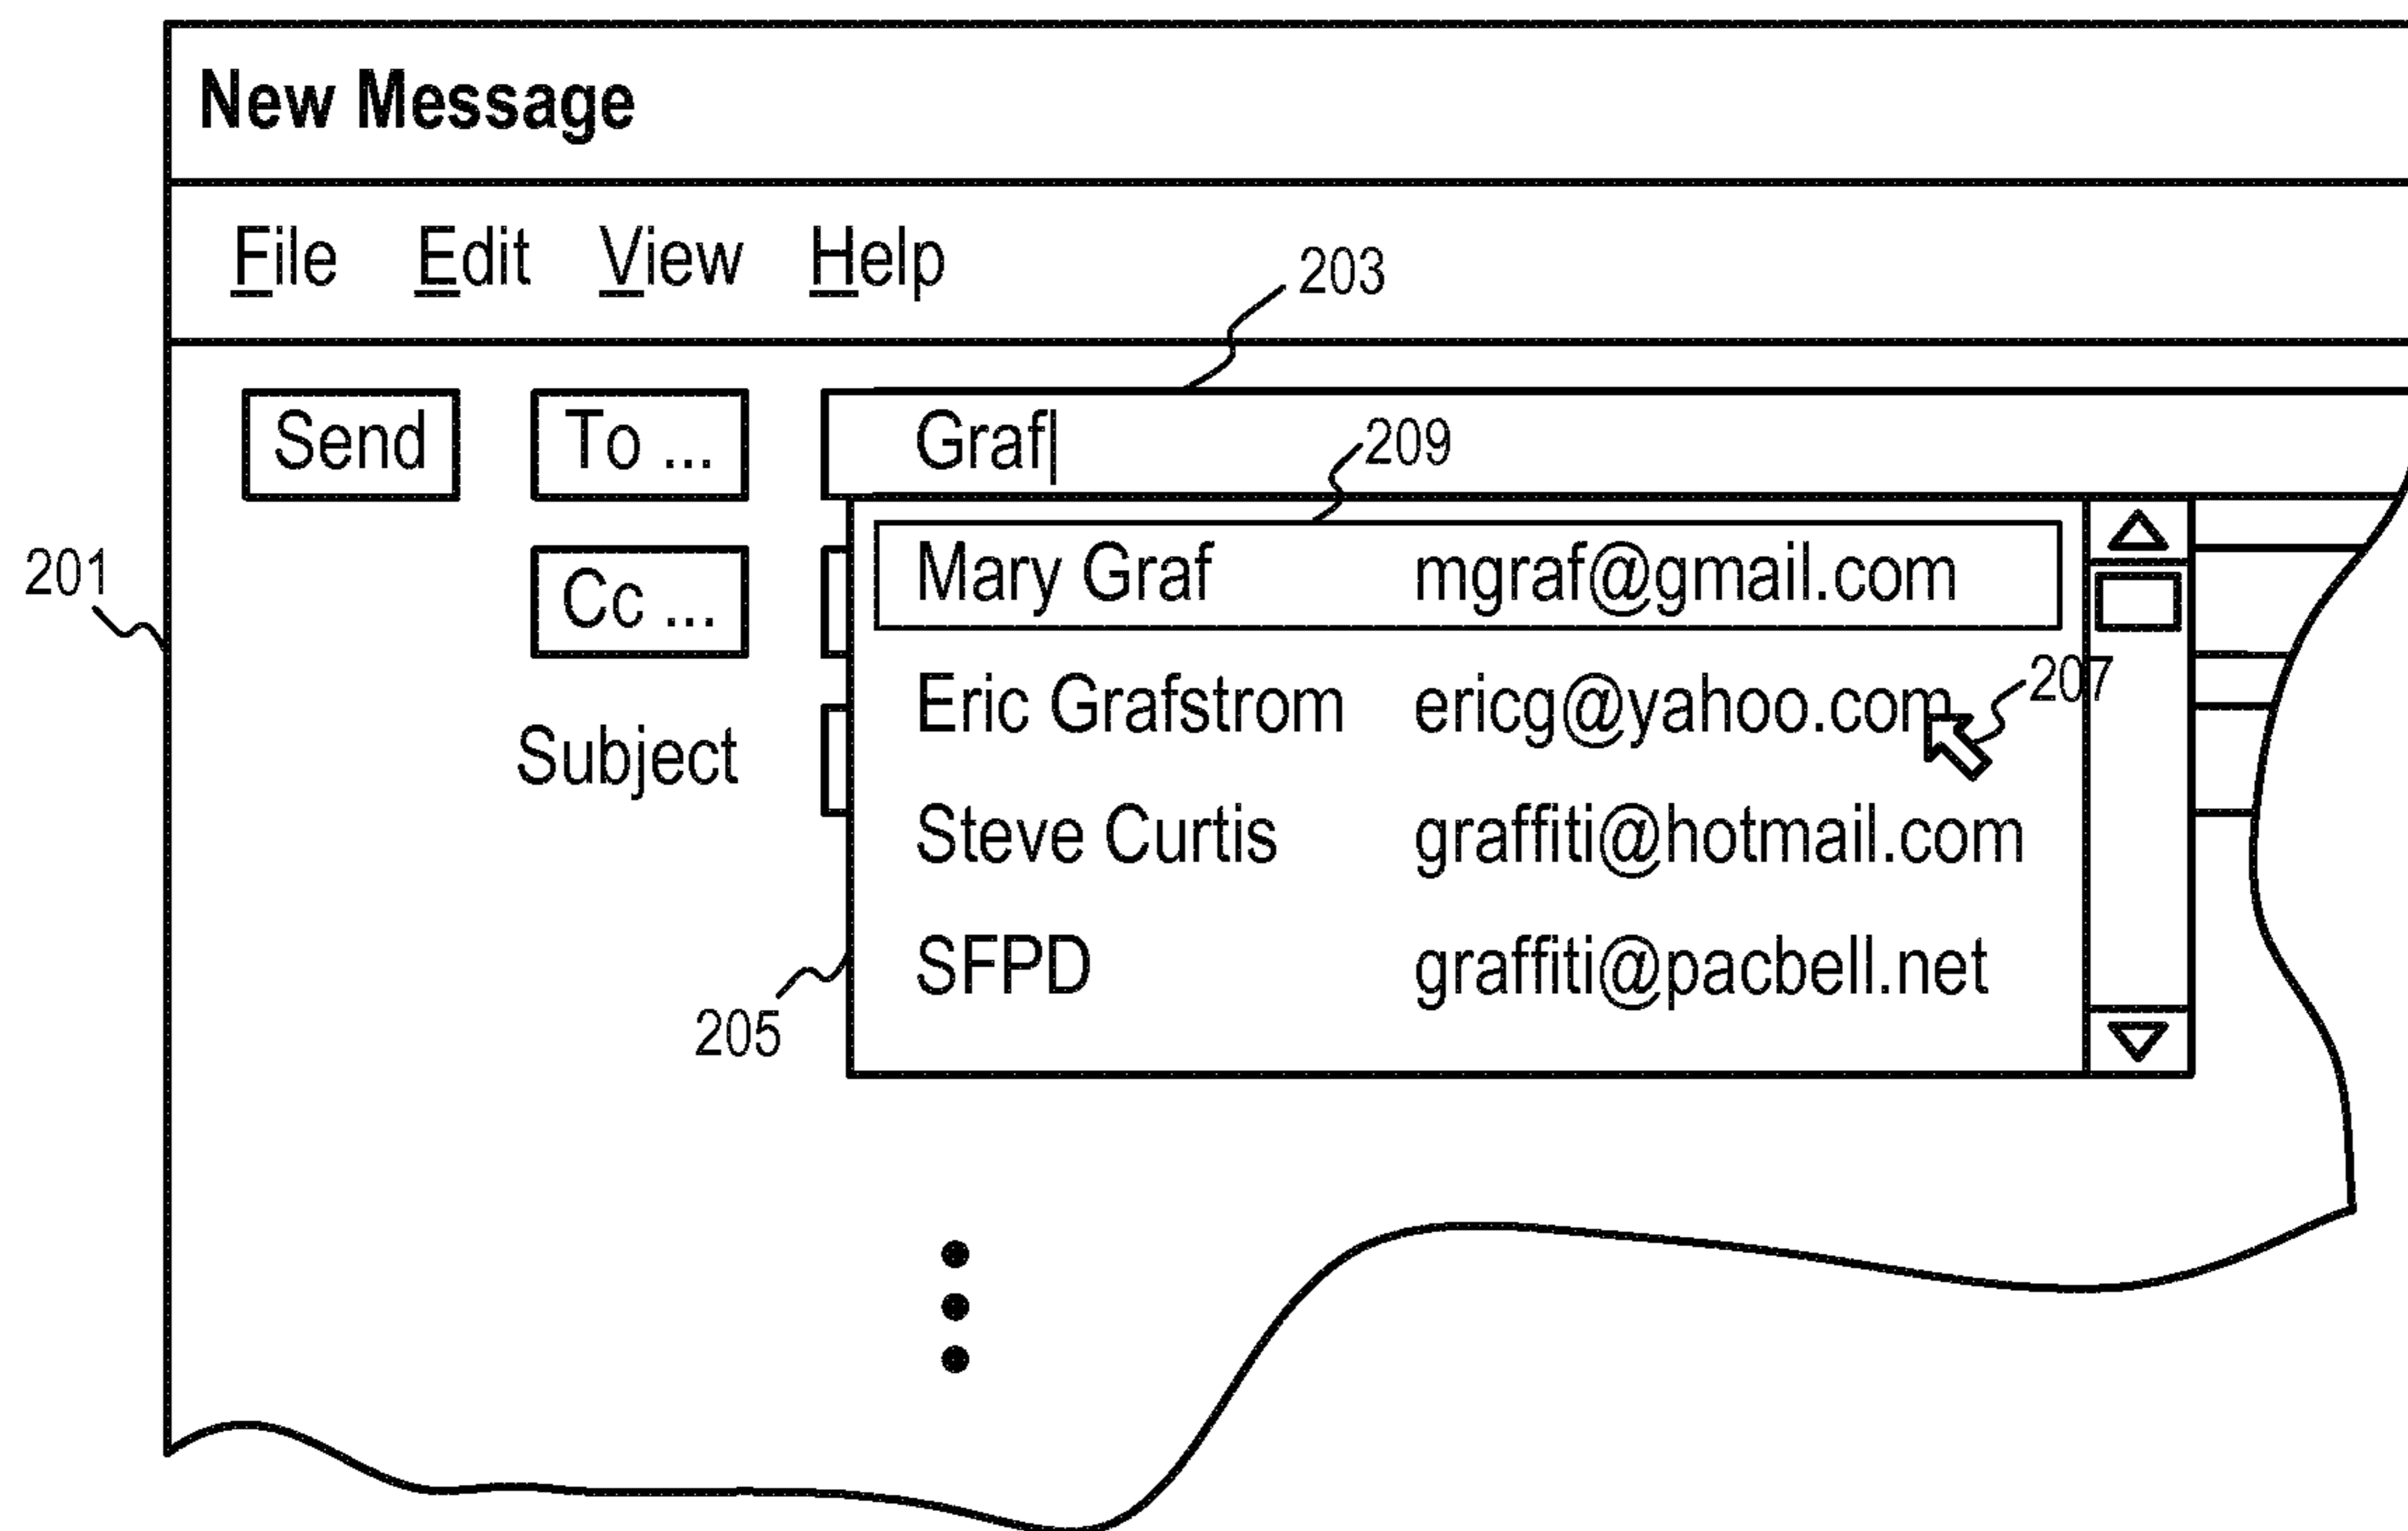 New Message
File Edit View Help
203
Send To ... Graf
209
201
Cc ... Mary Graf mgraf@gmail.com
Eric Grafstrom ericg@yahoo.com
207
Subject
Steve Curtis graffiti@hotmail.com
SFPD graffiti@pacbell.net
205